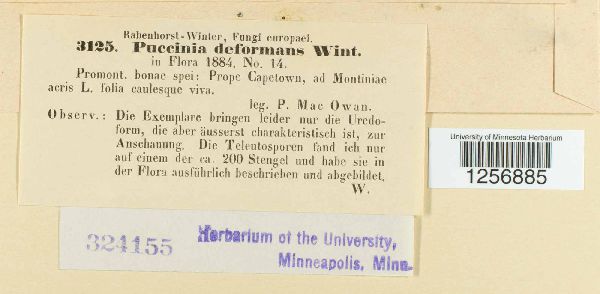 Rabenhorst-Winter, Fungi europaei.
3125. Puccinia deformans Wint.
in Flora 1884, No. 14.
Promont. bonae spei: Prope Capetown, ad Montiniae
acris L. folia caulesque viva.
leg. P. Mac Owan.
Observ.: Die Exemplare bringen leider nur die Uredo-
form, die aber äusserst charakteristisch ist, zur
Anschauung. Die Teleutosporen fand ich nur
auf einem der ca. 200 Stengel und habe sie in
der Flora ausführlich beschrieben und abgebildet.
W.
University of Minnesota Herbarium
1256885
324155
Herbarium of the University,
Minneapolis, Minn.